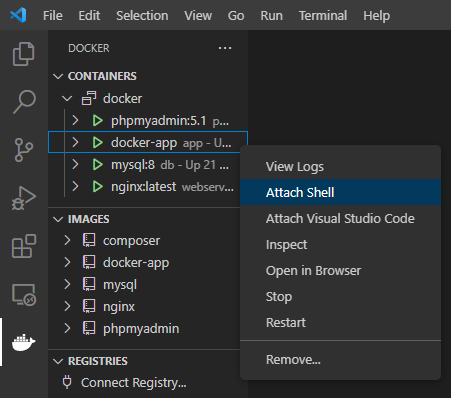 File Edit Selection View Go Run Terminal Help
DOCKER ...
CONTAINERS
docker
phpmyadmin:5.1 p...
docker-app app - U...
mysql:8 db - Up 21 ...
nginx:latest webserv...
View Logs
Attach Shell
Attach Visual Studio Code
Inspect
Open in Browser
Stop
Restart
Remove...
IMAGES
composer
docker-app
mysql
nginx
phpmyadmin
REGISTRIES
Connect Registry...